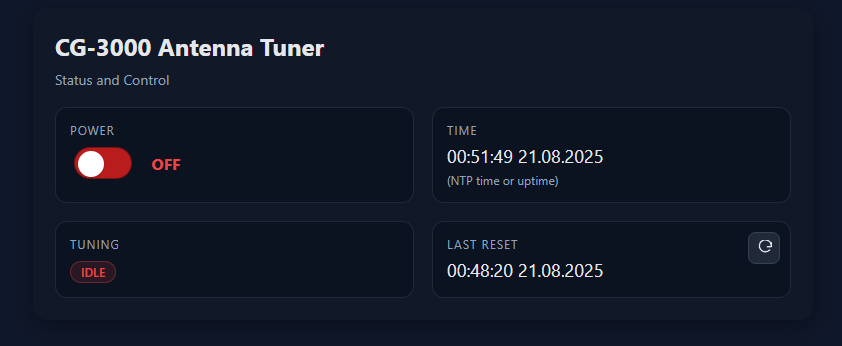 CG-3000 Antenna Tuner
Status and Control
POWER
OFF
TIME
00:51:49 21.08.2025
(NTP time or uptime)
TUNING
IDLE
LAST RESET
00:48:20 21.08.2025